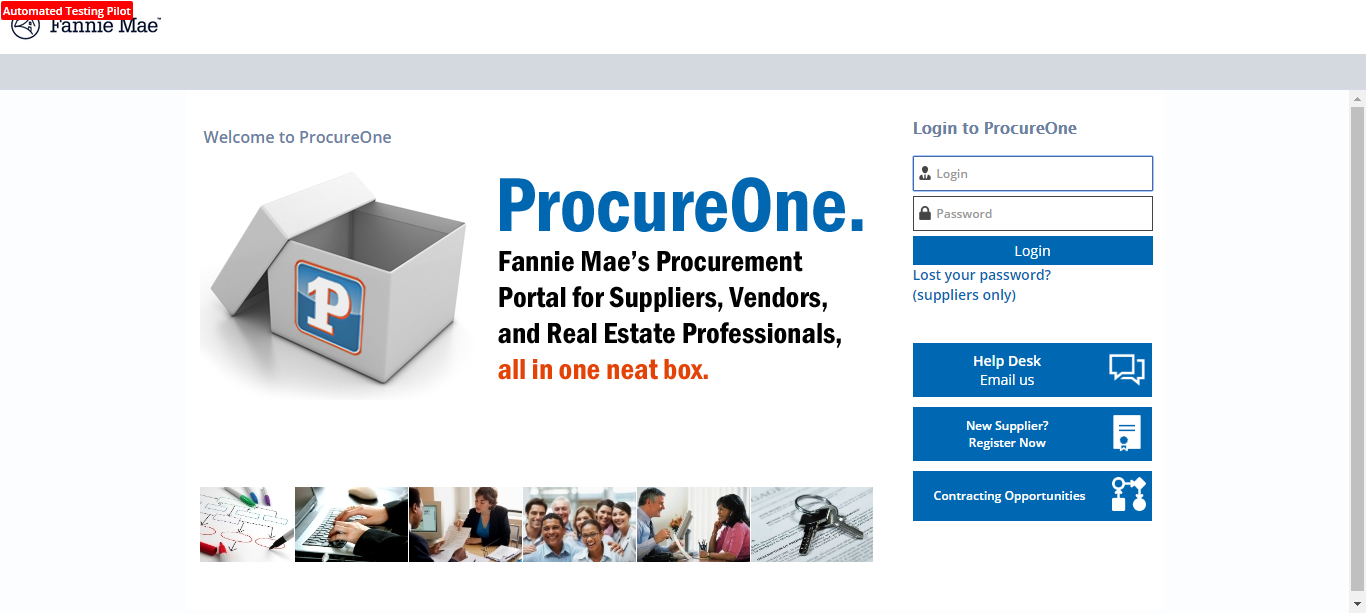 Automated Testing Pilot
Fannie Mae
Welcome to ProcureOne
P
ProcureOne.
Fannie Mae's Procurement
Portal for Suppliers, Vendors,
and Real Estate Professionals,
all in one neat box.
Login to ProcureOne
Login
Password
Login
Lost your password?
(suppliers only)
Help Desk
Email us
New Supplier?
Register Now
Contracting Opportunities